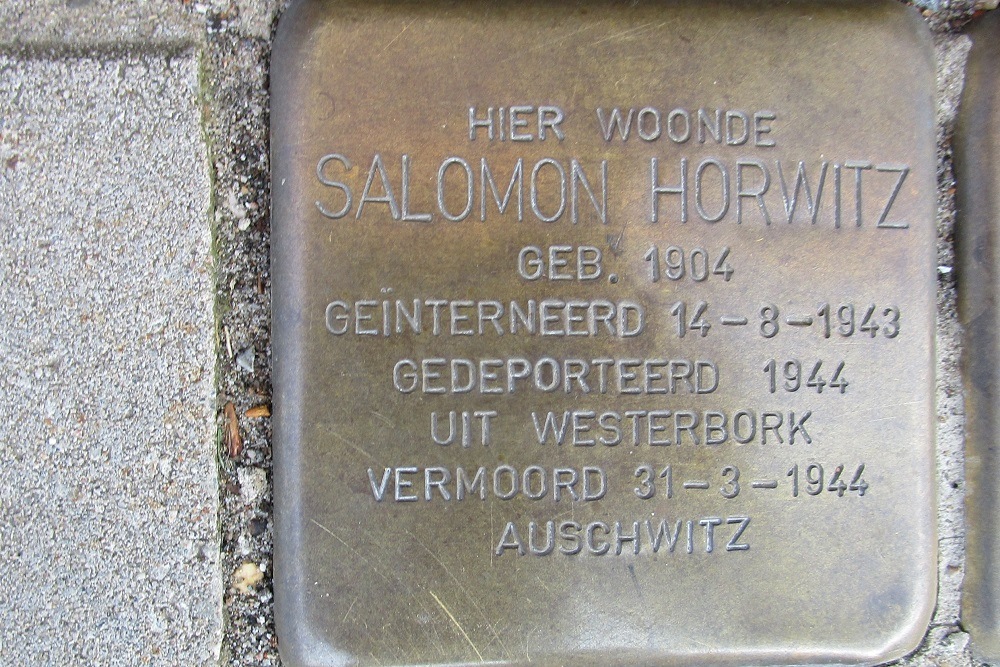 HIER WOONDE
SALOMON HORWITZ
GEB. 1904
GEÏNTERNEERD 14-8-1943
GEDEPORTEERD 1944
UIT WESTERBORK
VERMOORD 31-3-1944
AUSCHWITZ